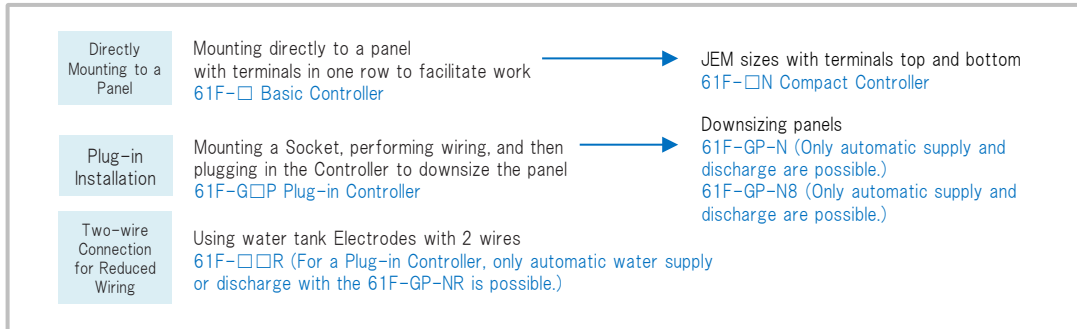 Directly
Mounting to a
Panel
Mounting directly to a panel
with terminals in one row to facilitate work
61F-□ Basic Controller
JEM sizes with terminals top and bottom
61F-□N Compact Controller
Plug-in
Installation
Mounting a Socket, performing wiring, and then
plugging in the Controller to downsize the panel
61F-G□P Plug-in Controller
Downsizing panels
61F-GP-N (Only automatic supply and
discharge are possible.)
61F-GP-N8 (Only automatic supply and
discharge are possible.)
Two-wire
Connection
for Reduced
Wiring
Using water tank Electrodes with 2 wires
61F-□□R (For a Plug-in Controller, only automatic water supply
or discharge with the 61F-GP-NR is possible.)